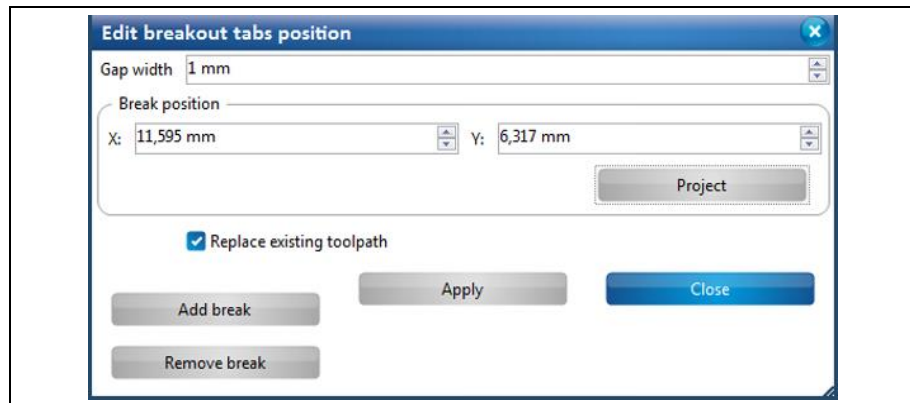 Edit breakout tabs position
Gap width 1 mm
Break position
X: 11,595 mm Y: 6,317 mm
Project
Replace existing toolpath
Apply Close
Add break
Remove break